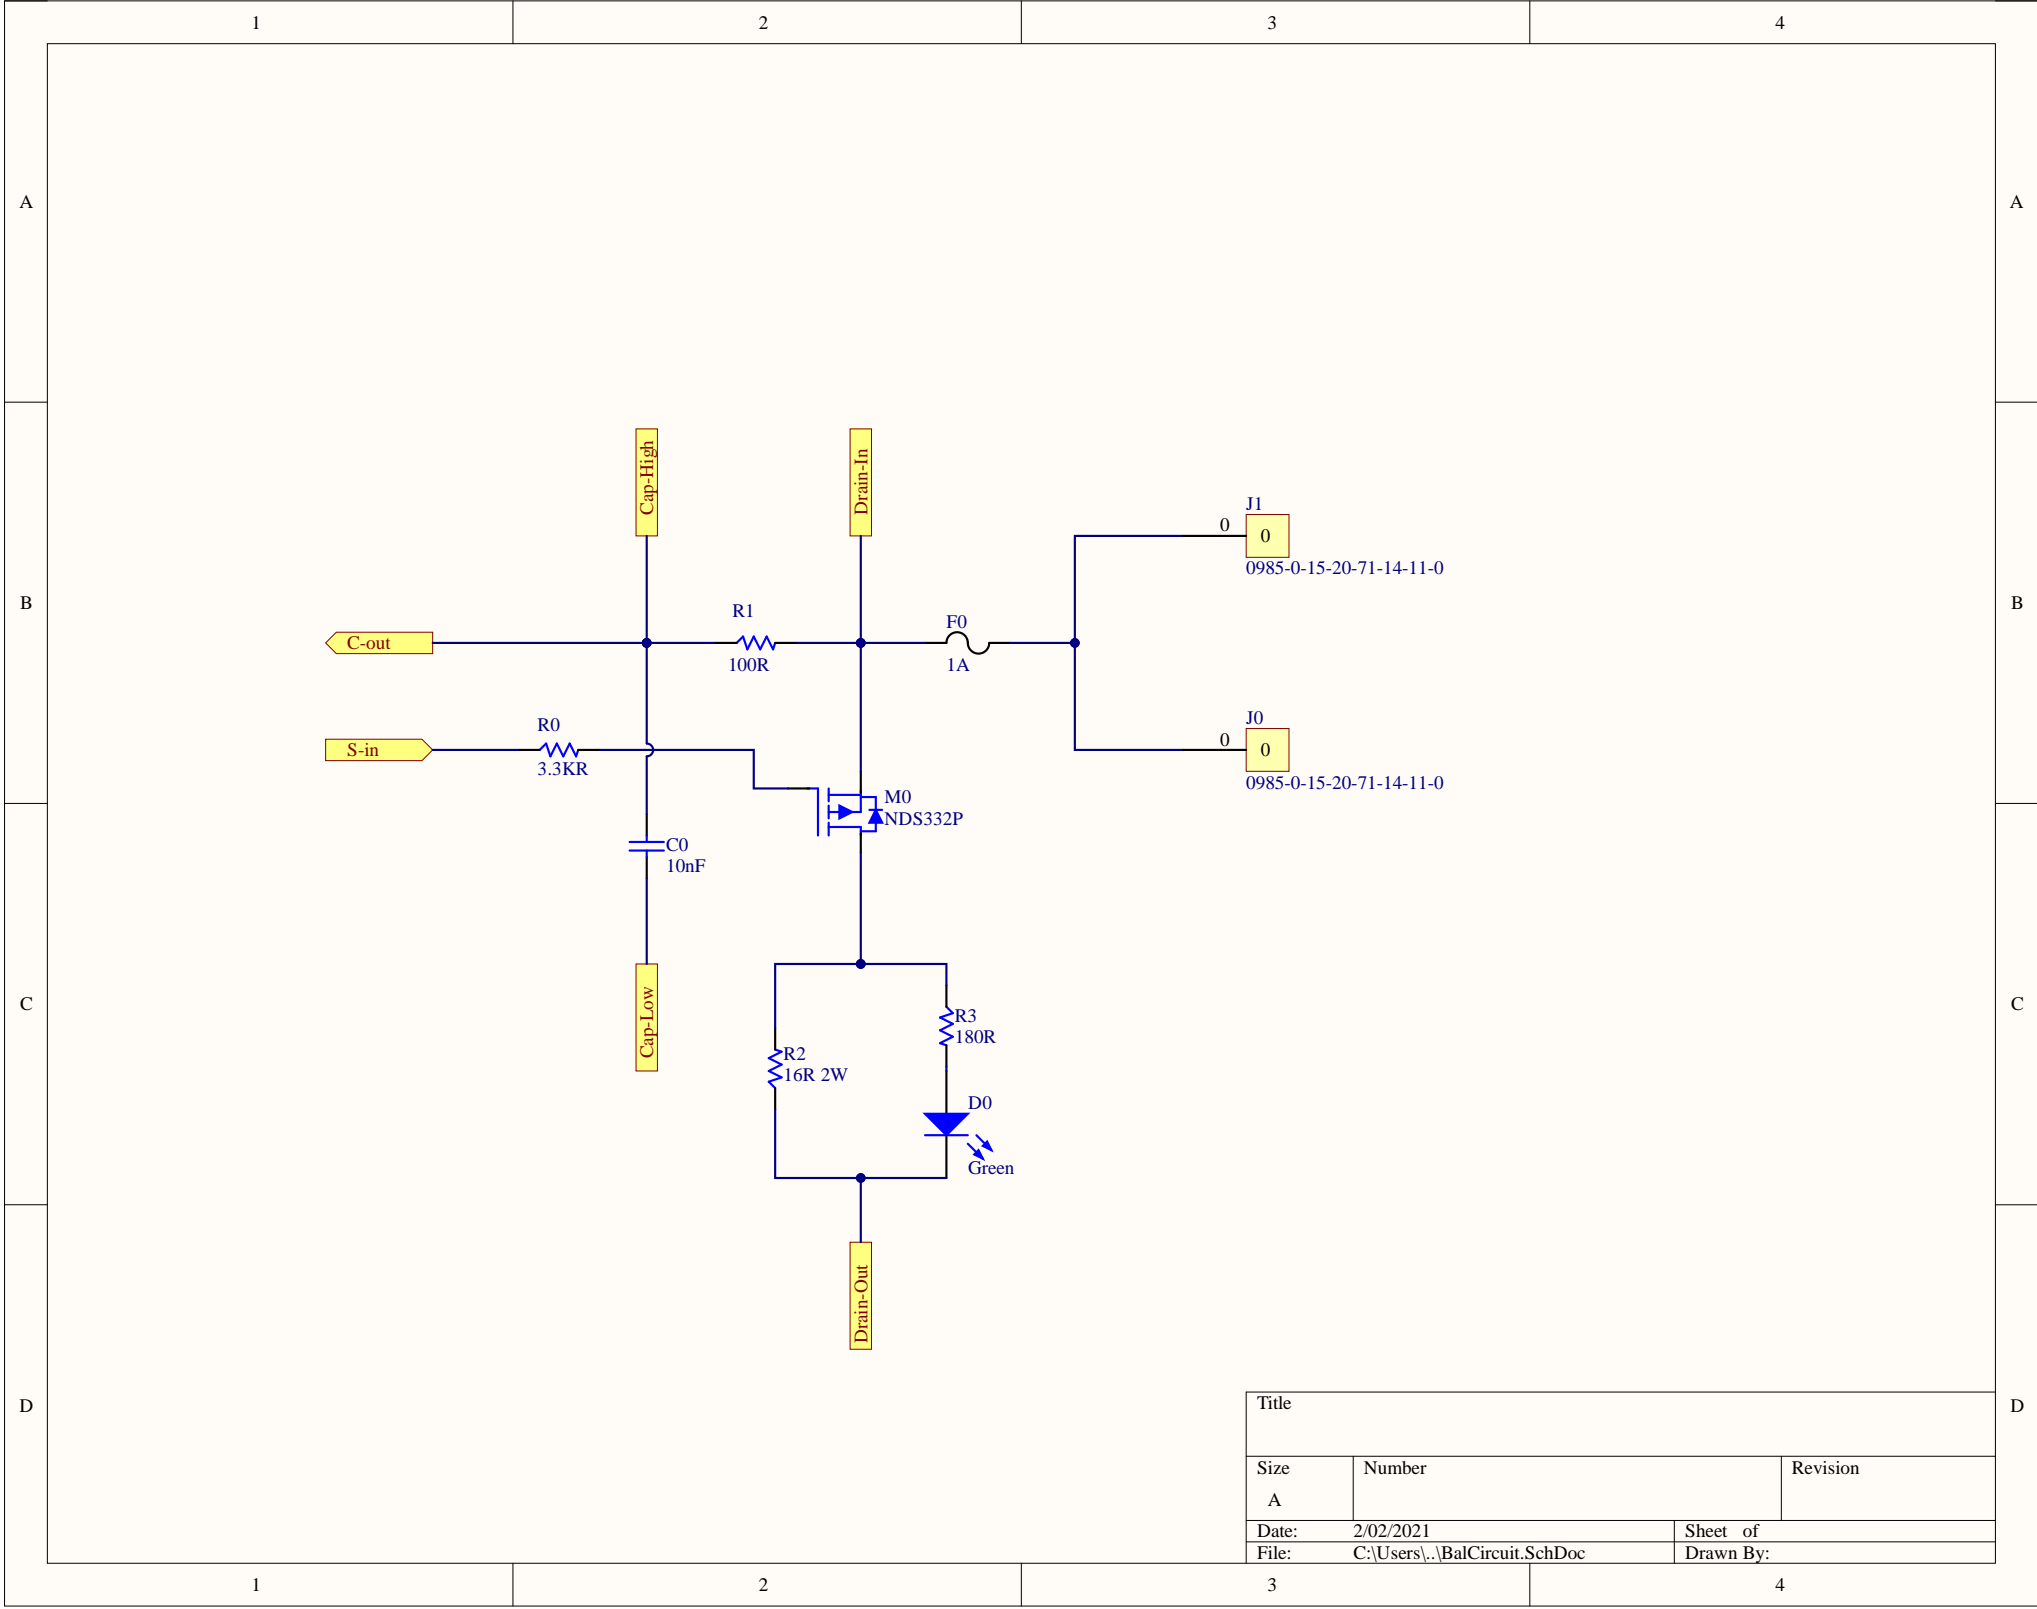 1 2 3 4
A A
Cap-High
Drain-In
J1
0 0
0985-0-15-20-71-14-11-0
B B
R1
F0
C-out
100R
1A
R0
J0
S-in
0 0
3.3KR
0985-0-15-20-71-14-11-0
M0
NDS332P
C0
10nF
C C
Cap-Low
R3
180R
R2
16R 2W
D0
Green
Drain-Out
D D
Title
Size Number Revision
A
Date: 2/02/2021 Sheet of
File: C:\Users\..\BalCircuit.SchDoc Drawn By:
1 2 3 4